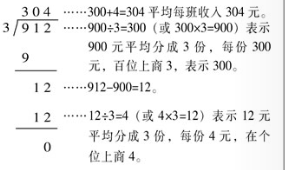 304 ……300+4=304 平均每班收入 304 元。
3)912 ……900÷3=300（或 300×3=900）表示
900 元平均分成 3 份，每份 300
9 元，百位上商 3，表示 300。
12 ……912-900=12。
12 ……12÷3=4（或 4×3=12）表示 12 元
平均分成 3 份，每份 4 元，在个
0 位上商 4。